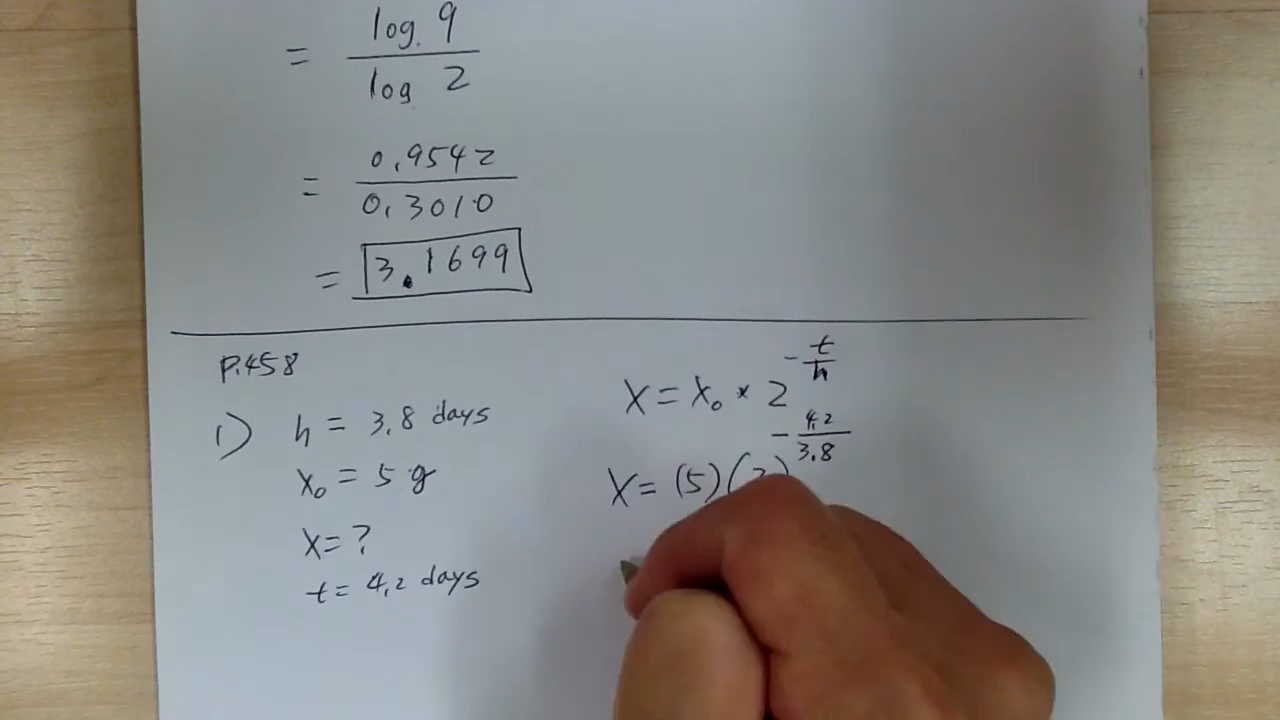 = log 9
log 2
= 0.9542
0.3010
= 3.1699
P.458
1) h = 3.8 days
x₀ = 5 g
x = ?
t = 4.2 days
X = X₀ * 2^(-t/h)
X = (5)(2)^(-4.2/3.8)